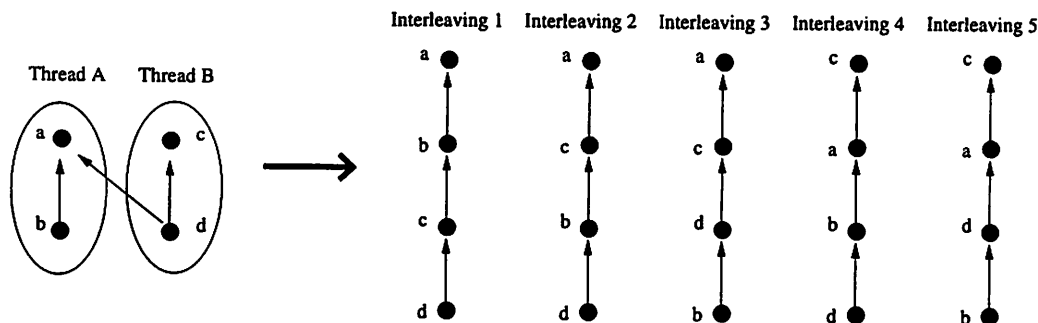 Interleaving 1 Interleaving 2 Interleaving 3 Interleaving 4 Interleaving 5
Thread A Thread B
a c
b d
a a a c c
b c c a a
c b d b d
d d b d b